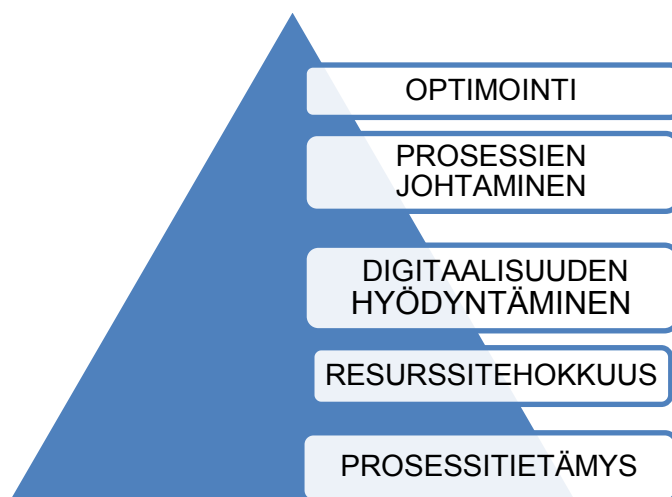 OPTIMOINTI
PROSESSIEN
JOHTAMINEN
DIGITAALISUUDEN
HYÖDYNTÄMINEN
RESURSSITEHOKKUUS
PROSESSITIETÄMYS